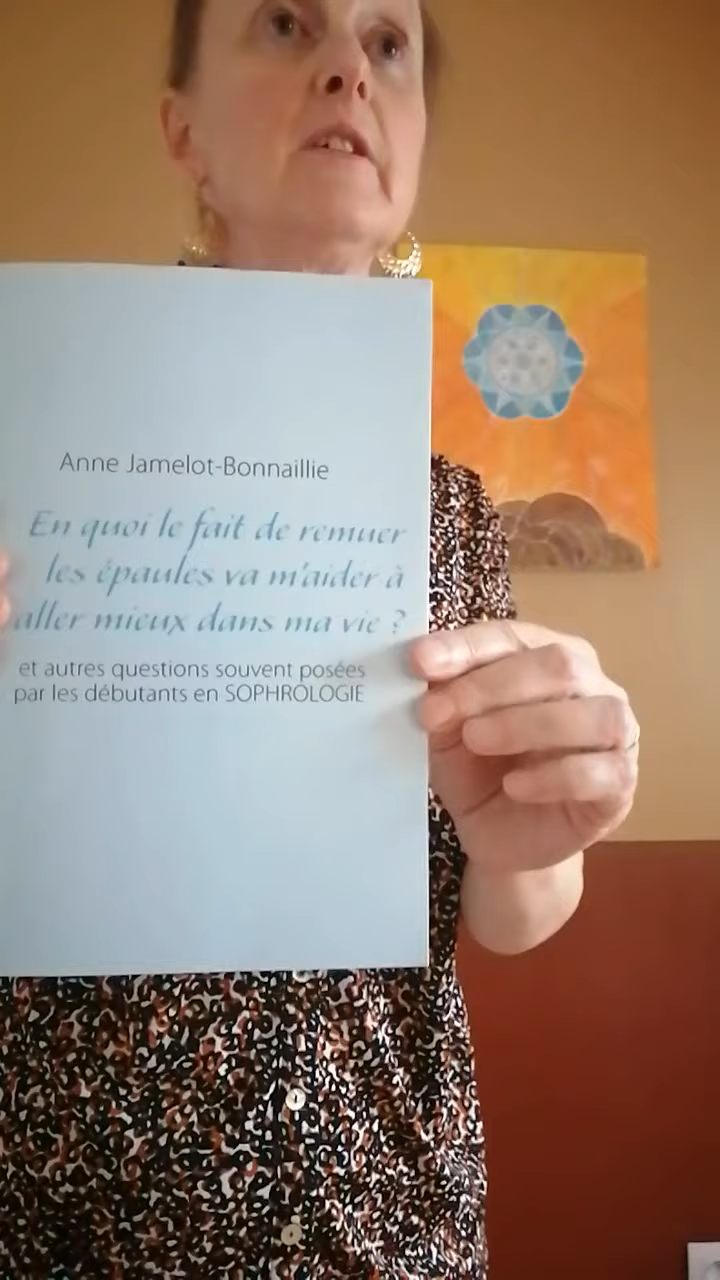 Anne Jamelot-Bonnaillie
En quoi le fait de remuer
les épaules va m'aider à
aller mieux dans ma vie ?
et autres questions souvent posées
par les débutants en SOPHROLOGIE